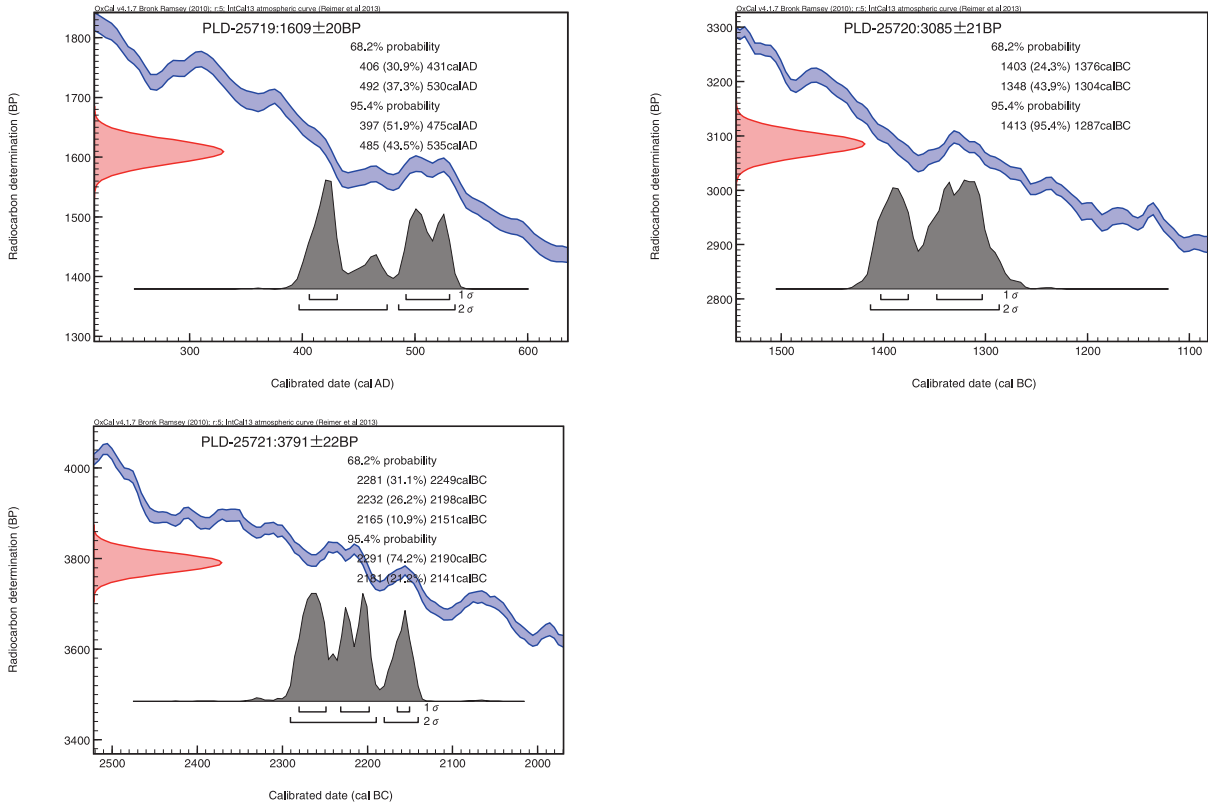 OxCal v4.1.7 Bronk Ramsey (2010); r:5; IntCal13 atmospheric curve (Reimer et al 2013)
PLD-25719:1609±20BP
68.2% probability
406 (30.9%) 431calAD
492 (37.3%) 530calAD
95.4% probability
397 (51.9%) 475calAD
485 (43.5%) 535calAD
Radiocarbon determination (BP)
1800
1700
1600
1500
1400
1300
1 σ
2 σ
300 400 500 600
Calibrated date (cal AD)
OxCal v4.1.7 Bronk Ramsey (2010); r:5; IntCal13 atmospheric curve (Reimer et al 2013)
PLD-25720:3085±21BP
68.2% probability
1403 (24.3%) 1376calBC
1348 (43.9%) 1304calBC
95.4% probability
1413 (95.4%) 1287calBC
Radiocarbon determination (BP)
3300
3200
3100
3000
2900
2800
1 σ
2 σ
1500 1400 1300 1200 1100
Calibrated date (cal BC)
OxCal v4.1.7 Bronk Ramsey (2010); r:5; IntCal13 atmospheric curve (Reimer et al 2013)
PLD-25721:3791±22BP
68.2% probability
2281 (31.1%) 2249calBC
2232 (26.2%) 2198calBC
2165 (10.9%) 2151calBC
95.4% probability
2291 (74.2%) 2190calBC
2181 (21.2%) 2141calBC
Radiocarbon determination (BP)
4000
3800
3600
3400
1 σ
2 σ
2500 2400 2300 2200 2100 2000
Calibrated date (cal BC)